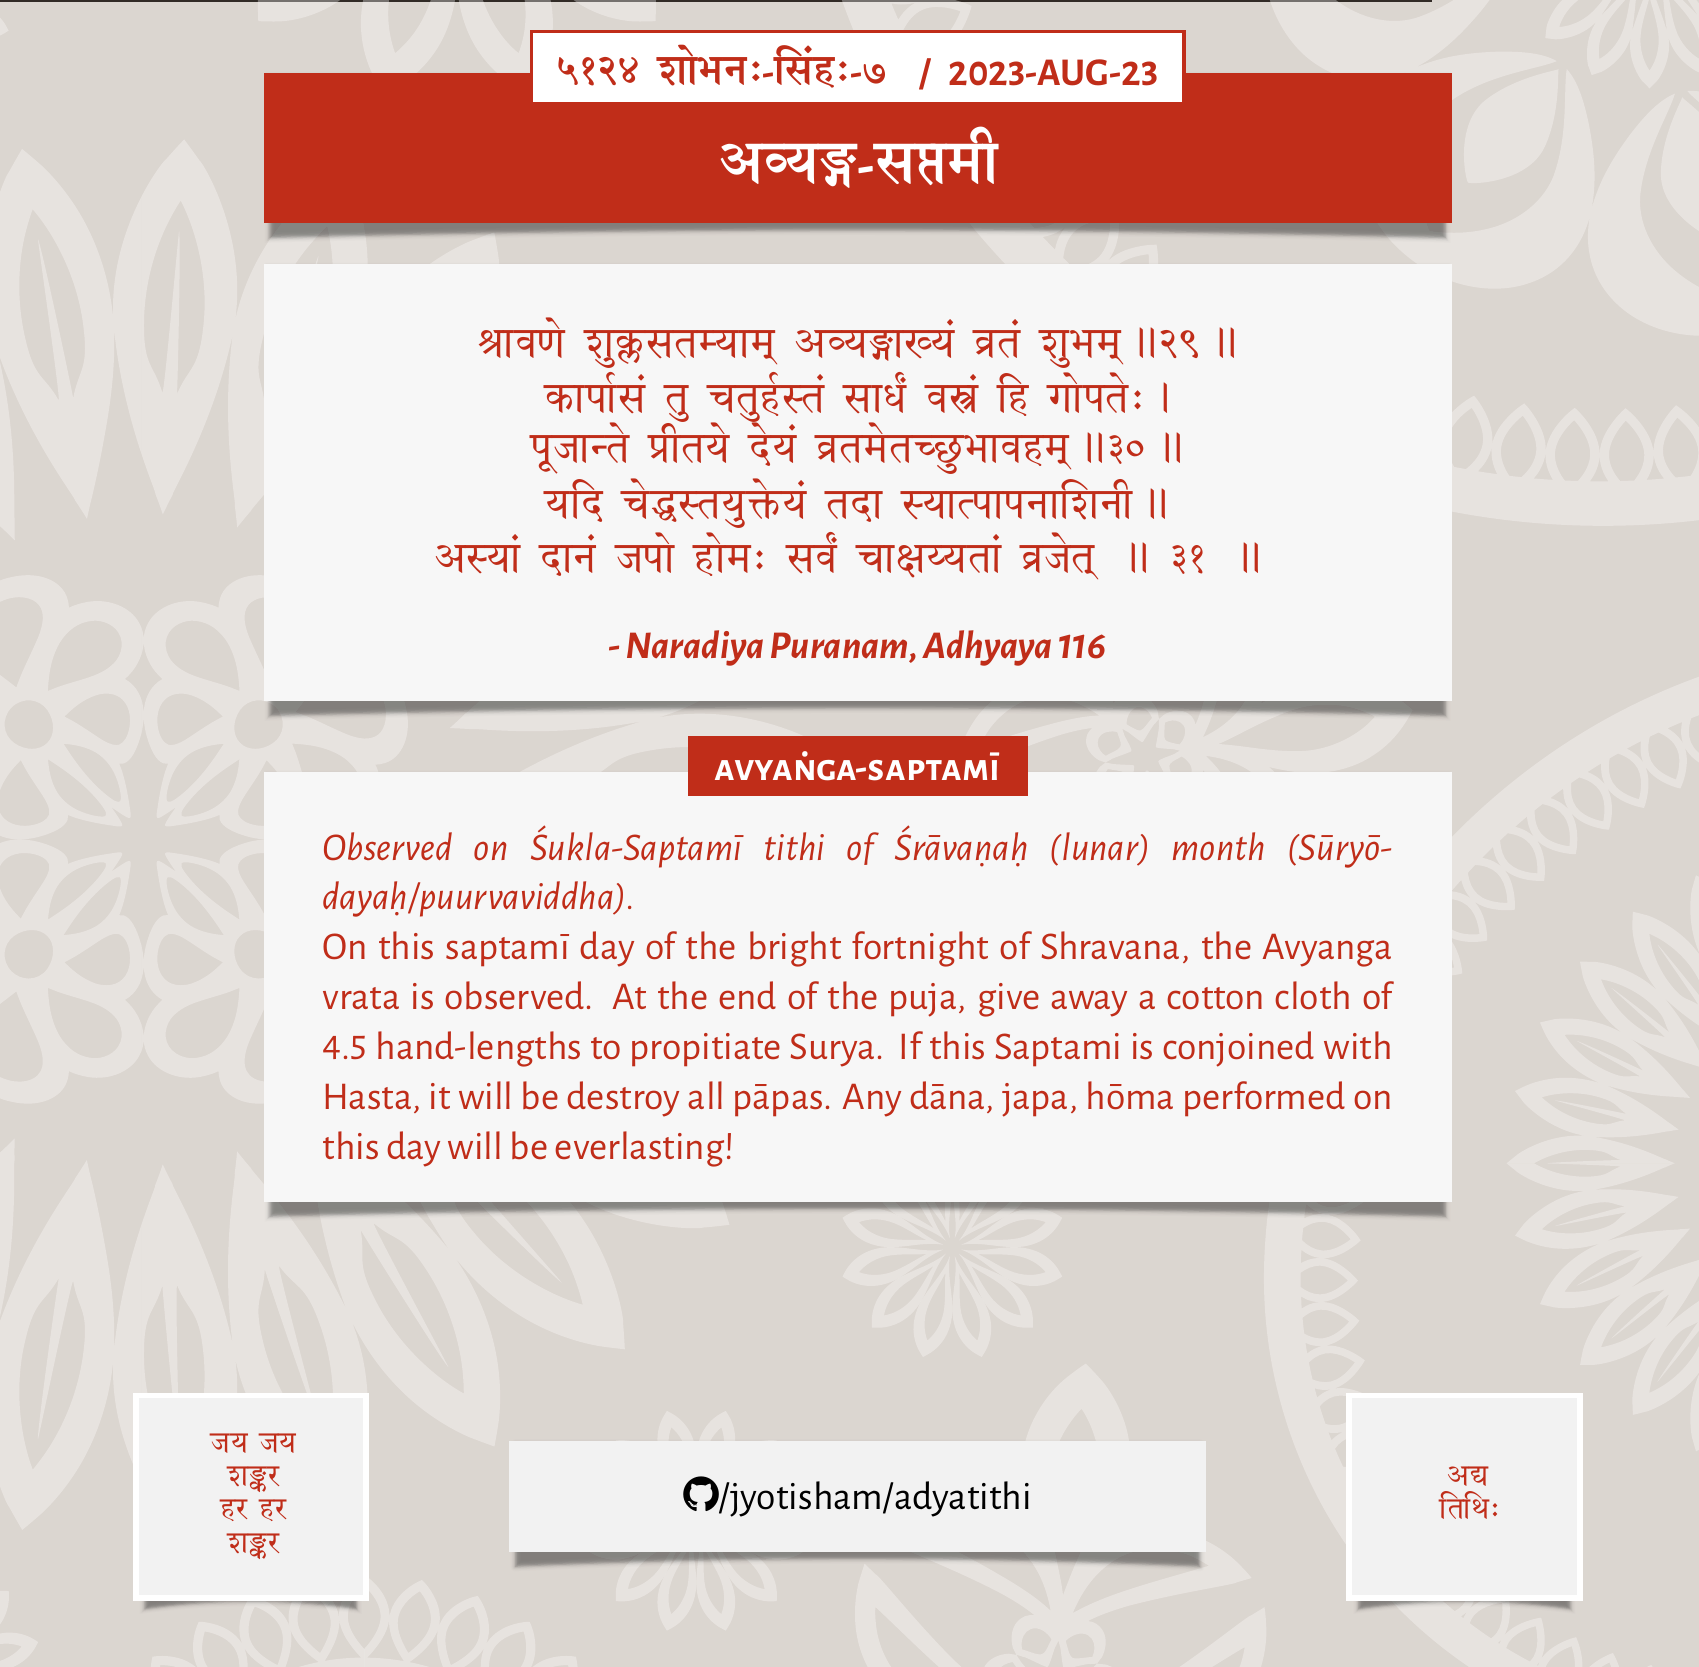 ५१२४ शोभनः-सिंहः-७ / 2023-AUG-23
अव्यङ्ग-सप्तमी
श्रावणे शुक्लसतम्याम् अव्यङ्गाख्यं व्रतं शुभम् ॥२९ ॥
कार्पासं तु चतुर्हस्तं सार्धं वस्त्रं हि गोपतेः ।
पूजान्ते प्रीतये देयं व्रतमेतच्छुभावहम् ॥३० ॥
यदि चेद्धस्तयुक्तेयं तदा स्यात्पापनाशिनी ॥
अस्यां दानं जपो होमः सर्वं चाक्षय्यतां व्रजेत् ॥ ३१ ॥
- Naradiya Puranam, Adhyaya 116
AVYAṄGA-SAPTAMĪ
Observed on Śukla-Saptamī tithi of Śrāvaṇaḥ (lunar) month (Sūryō-
dayaḥ/puurvaviddha).
On this saptamī day of the bright fortnight of Shravana, the Avyanga
vrata is observed. At the end of the puja, give away a cotton cloth of
4.5 hand-lengths to propitiate Surya. If this Saptami is conjoined with
Hasta, it will be destroy all pāpas. Any dāna, japa, hōma performed on
this day will be everlasting!
जय जय
शङ्कर
हर हर
शङ्कर
/jyotisham/adyatithi
अद्य
तिथिः